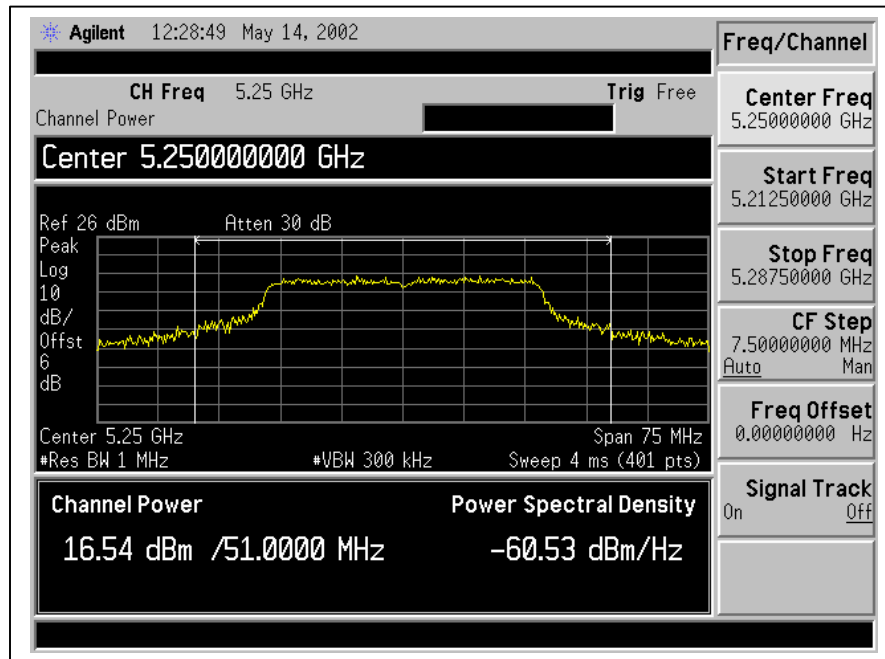 Agilent 12:28:49 May 14, 2002
Freq/Channel
CH Freq 5.25 GHz Trig Free
Channel Power
Center 5.250000000 GHz
Ref 26 dBm Atten 30 dB
Peak
Log
10
dB/
Offst
6
dB
Center 5.25 GHz Span 75 MHz
#Res BW 1 MHz #VBW 300 kHz Sweep 4 ms (401 pts)
Channel Power Power Spectral Density
16.54 dBm /51.0000 MHz -60.53 dBm/Hz
Center Freq
5.25000000 GHz
Start Freq
5.21250000 GHz
Stop Freq
5.28750000 GHz
CF Step
7.50000000 MHz
Auto Man
Freq Offset
0.00000000 Hz
Signal Track
On Off